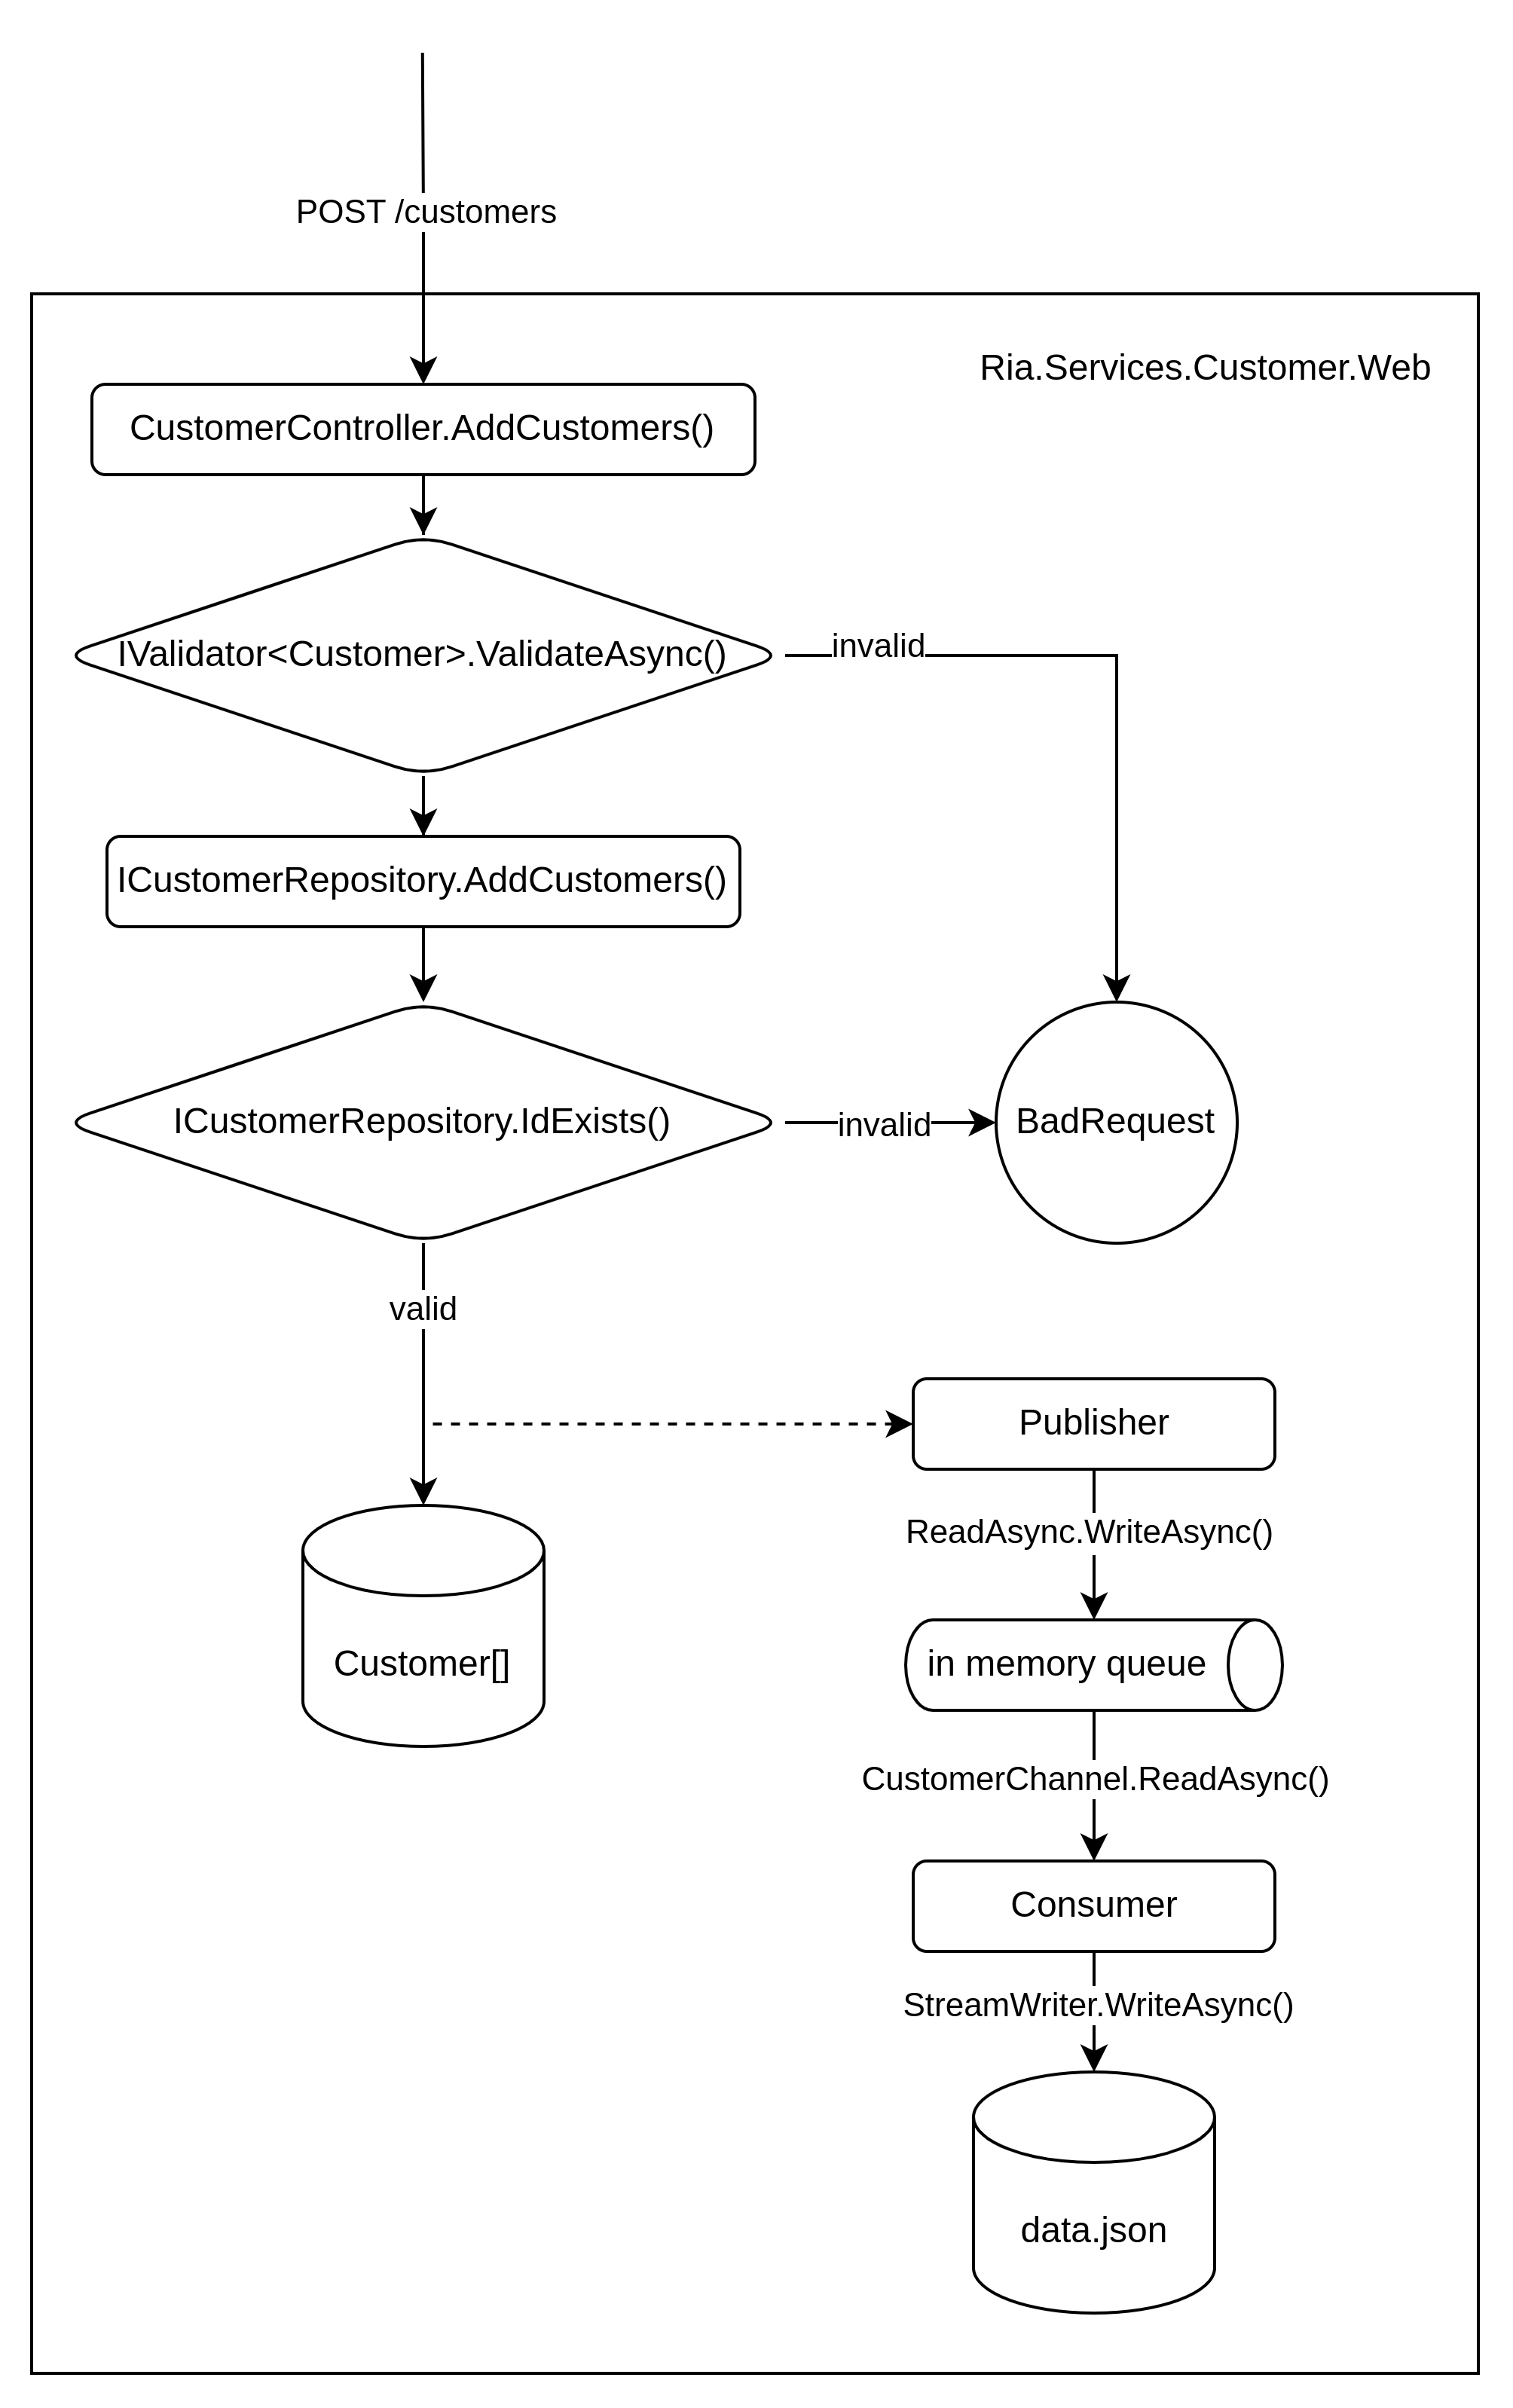 POST /customers
Ria.Services.Customer.Web
CustomerController.AddCustomers()
IValidator<Customer>.ValidateAsync()
invalid
ICustomerRepository.AddCustomers()
ICustomerRepository.IdExists()
invalid
BadRequest
valid
Publisher
ReadAsync.WriteAsync()
Customer[]
in memory queue
CustomerChannel.ReadAsync()
Consumer
StreamWriter.WriteAsync()
data.json